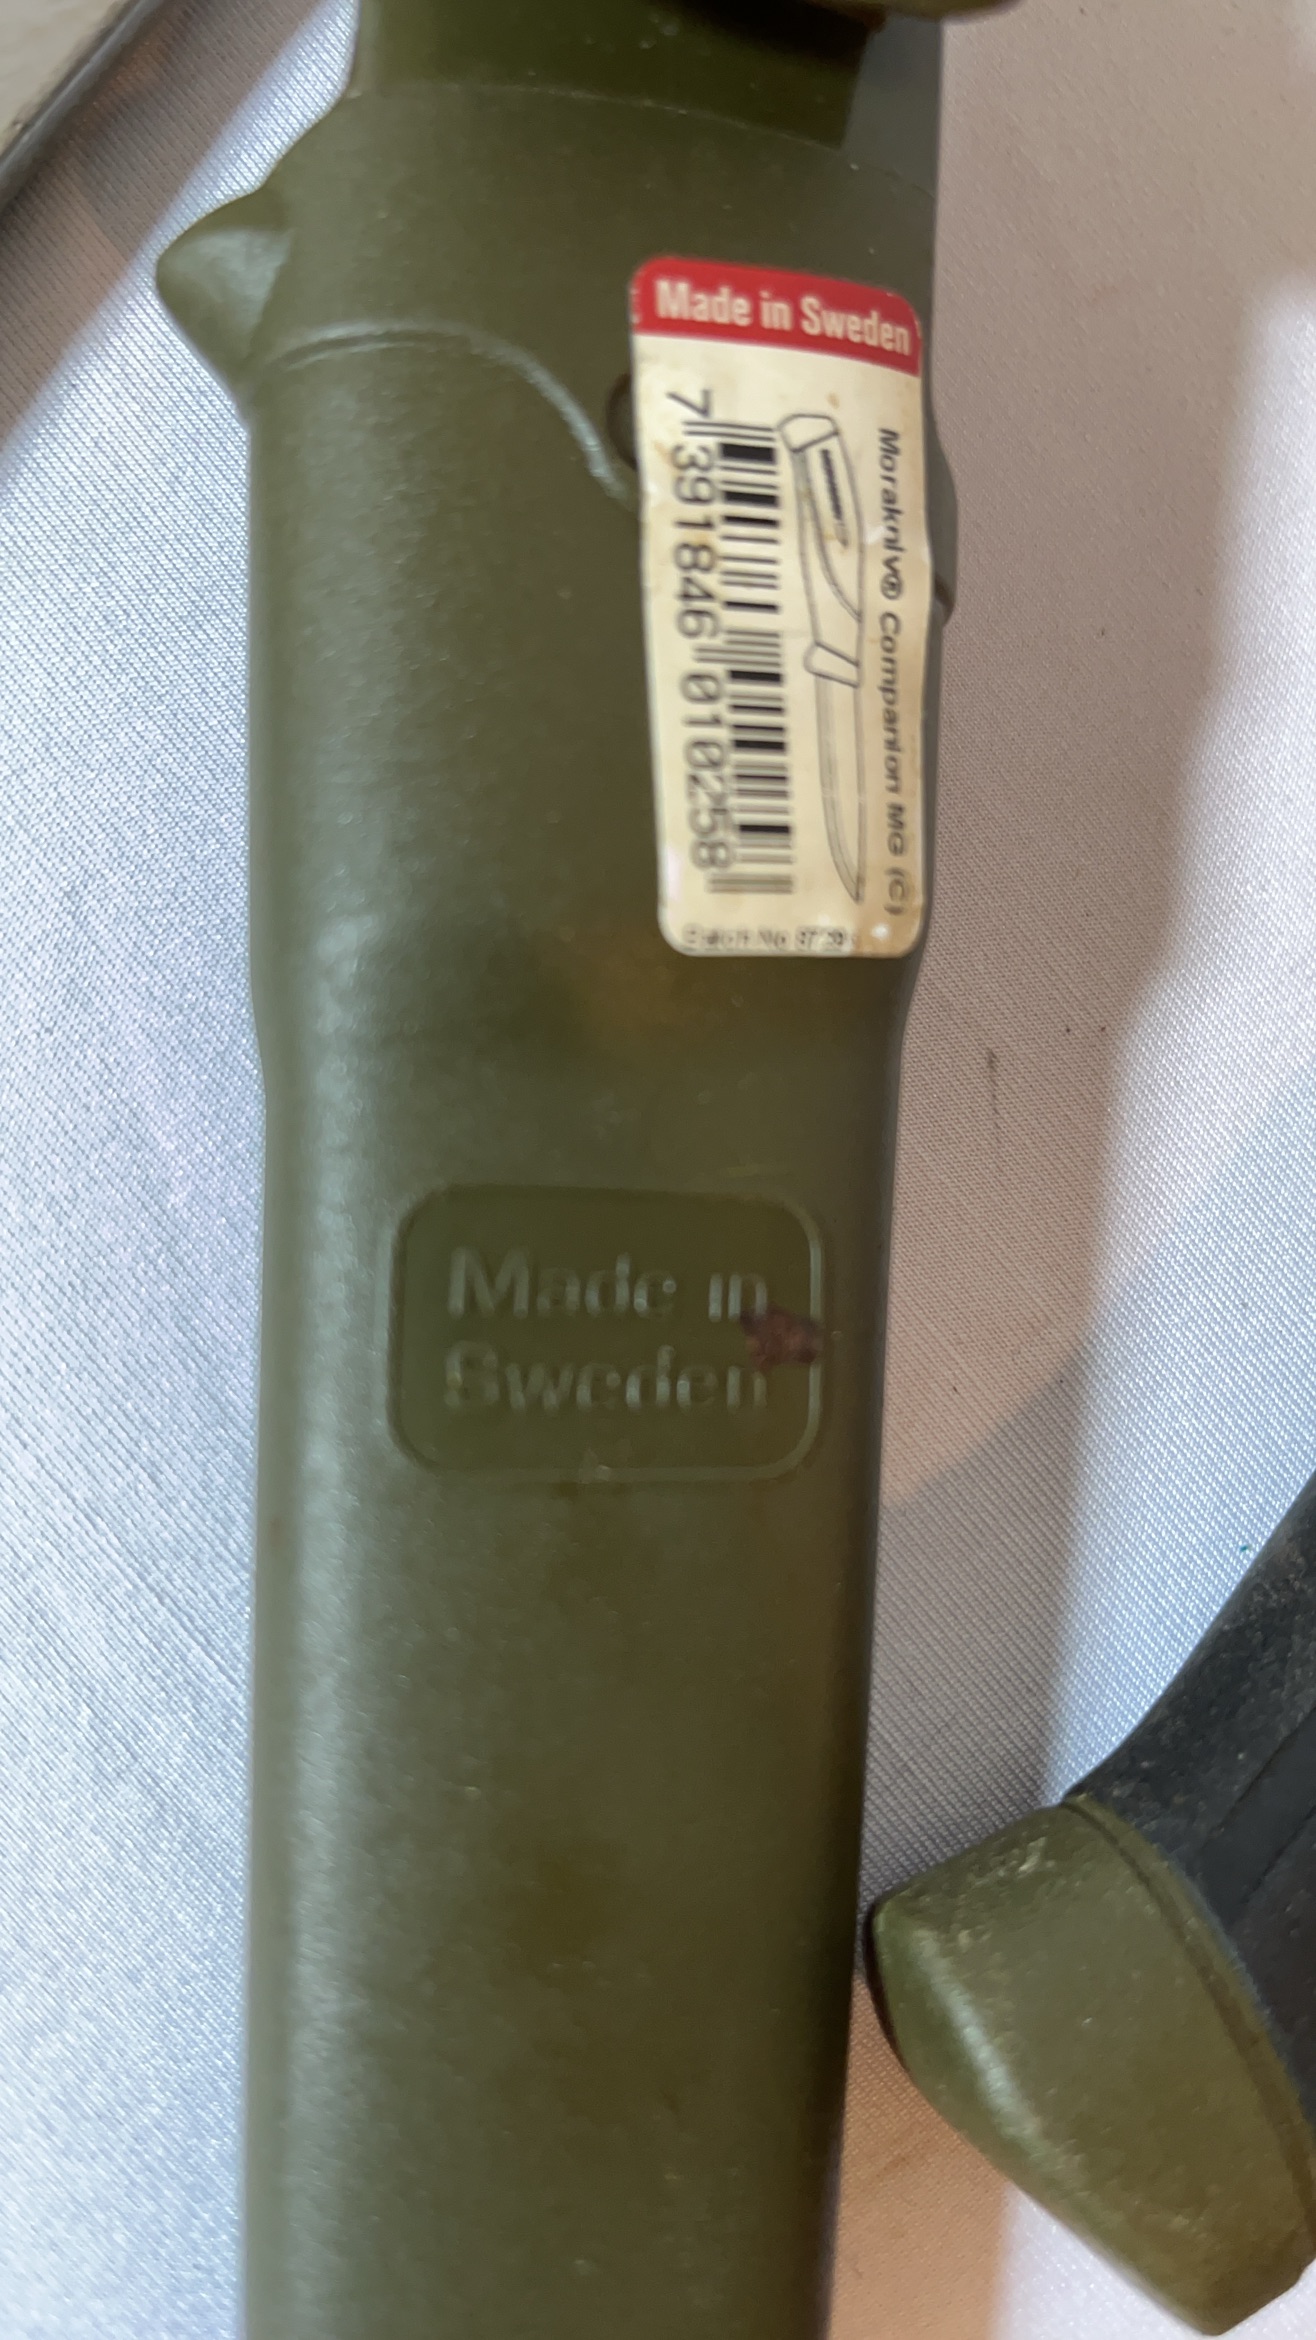 Made in Sweden
Morakniv® Companion MG (C)
7 391846 010258
Made in
Sweden